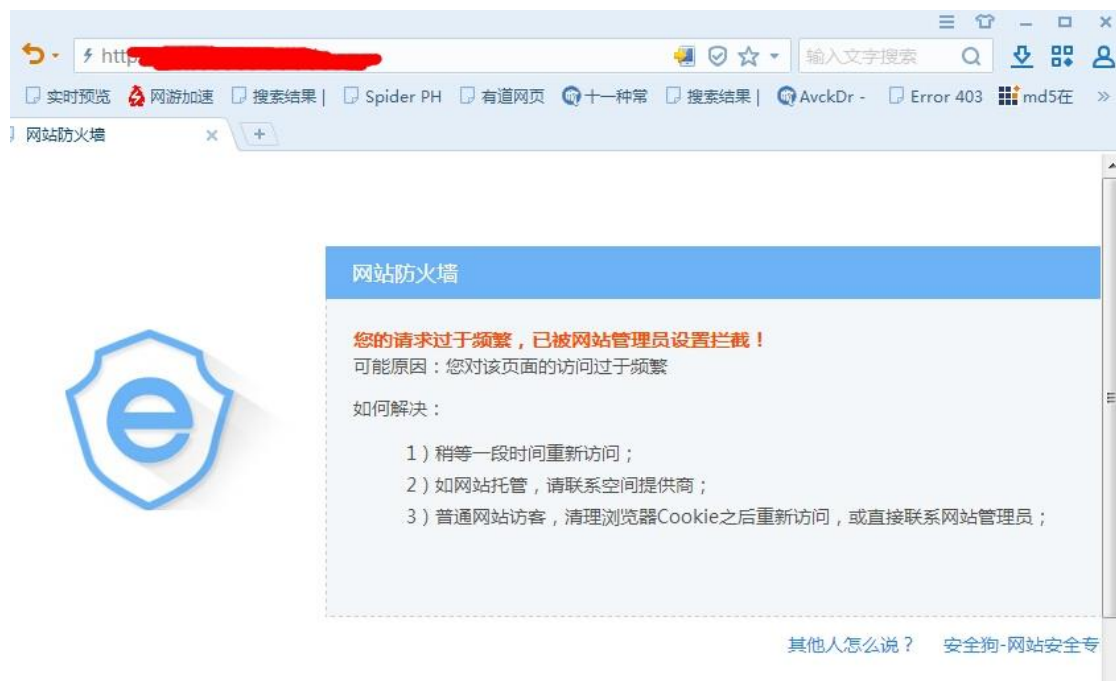 http
输入文字搜索
实时预览 网游加速 搜索结果 | Spider PH 有道网页 十一种常 搜索结果 | AvckDr - Error 403 md5在 »
网站防火墙
网站防火墙
您的请求过于频繁，已被网站管理员设置拦截！
可能原因：您对该页面的访问过于频繁
如何解决：
1）稍等一段时间重新访问；
2）如网站托管，请联系空间提供商；
3）普通网站访客，清理浏览器Cookie之后重新访问，或直接联系网站管理员；
其他人怎么说？ 安全狗-网站安全专